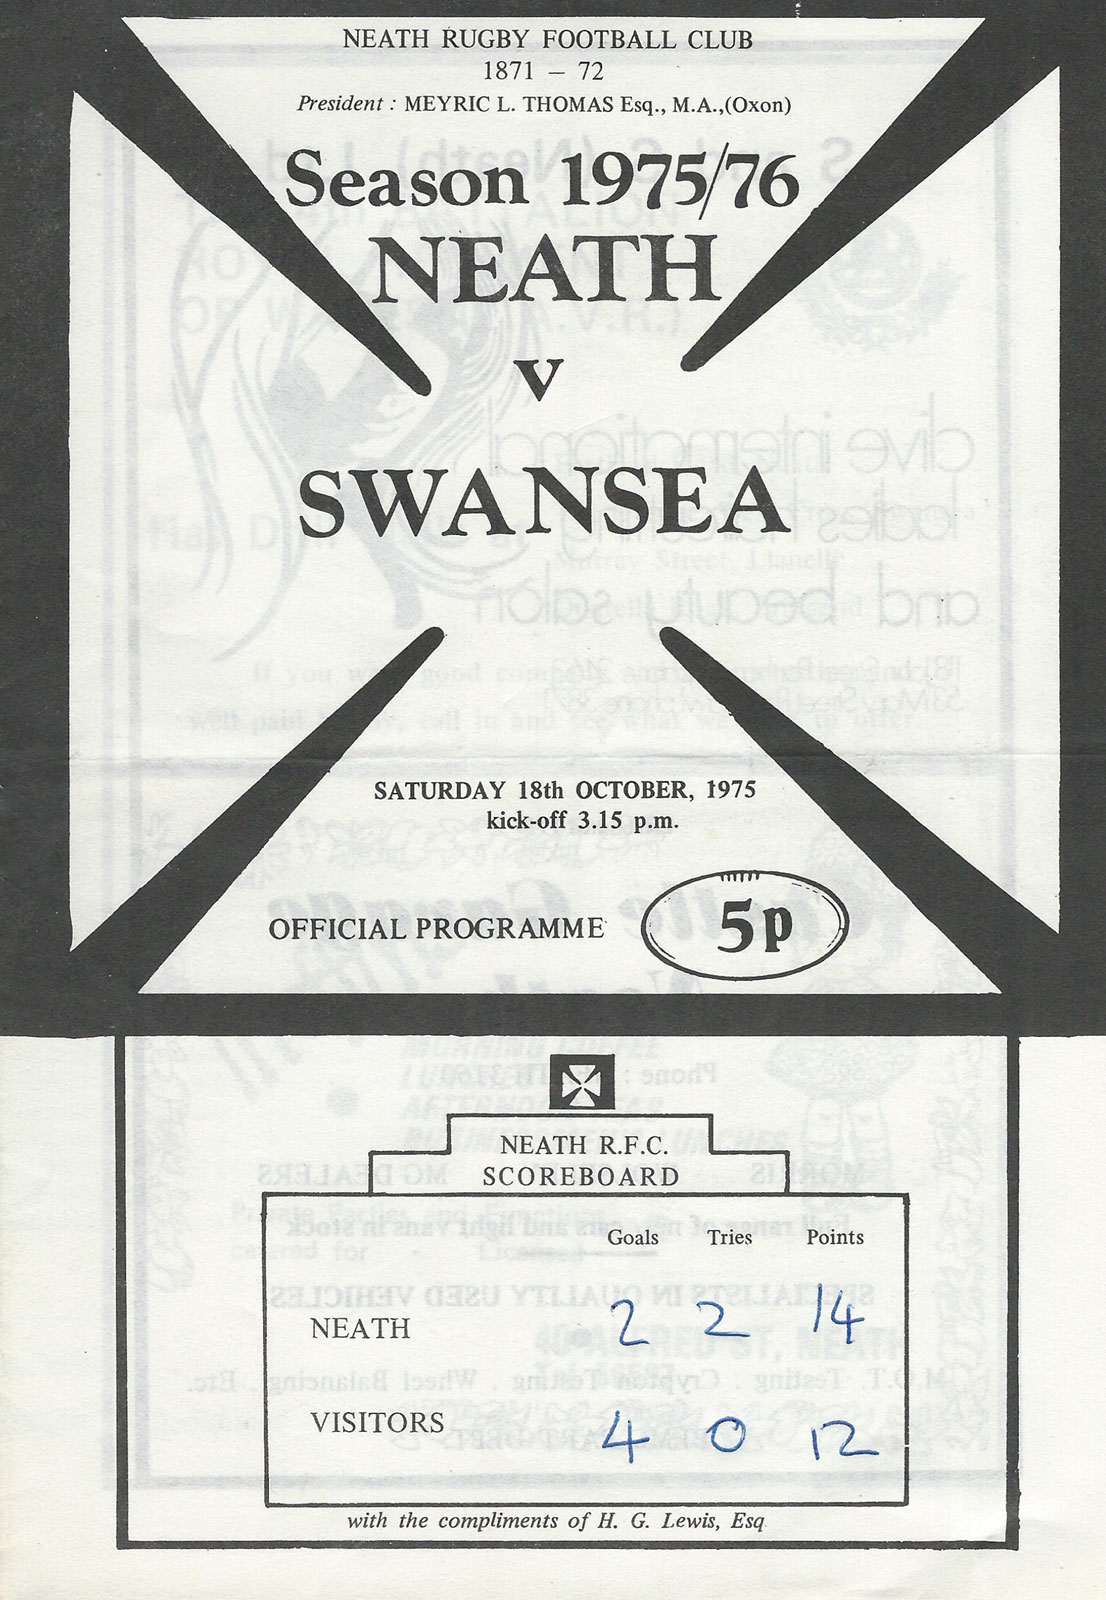 NEATH RUGBY FOOTBALL CLUB
1871 – 72
President : MEYRIC L. THOMAS Esq., M.A.,(Oxon)
Season 1975/76
NEATH
v
SWANSEA
SATURDAY 18th OCTOBER, 1975
kick-off 3.15 p.m.
OFFICIAL PROGRAMME 5p
NEATH R.F.C.
SCOREBOARD
Goals Tries Points
NEATH 2 2 14
VISITORS 4 0 12
with the compliments of H. G. Lewis, Esq